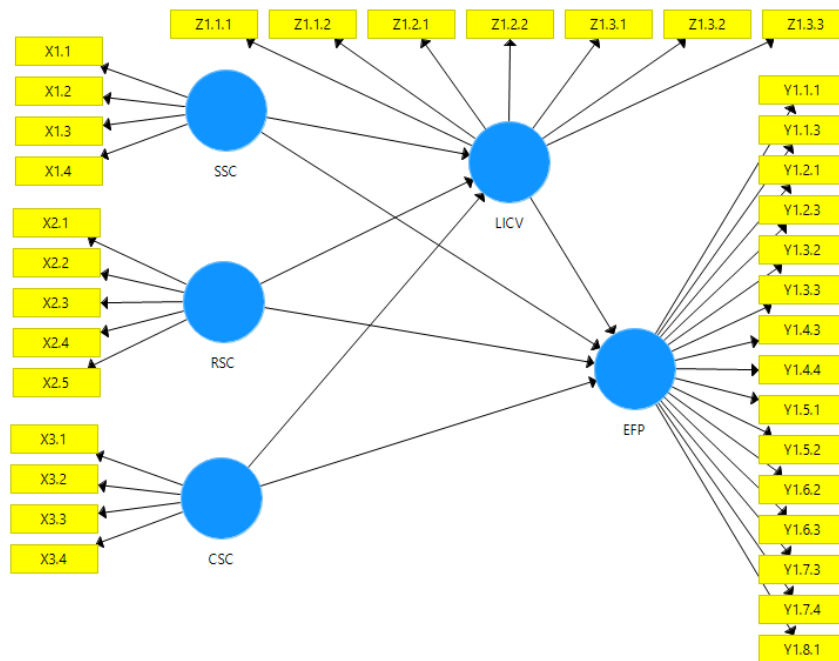 Z1.1.1
Z1.1.2
Z1.2.1
Z1.2.2
Z1.3.1
Z1.3.2
Z1.3.3
X1.1
X1.2
X1.3
X1.4
SSC
LICV
X2.1
X2.2
X2.3
X2.4
X2.5
RSC
X3.1
X3.2
X3.3
X3.4
CSC
EFP
Y1.1.1
Y1.1.3
Y1.2.1
Y1.2.3
Y1.3.2
Y1.3.3
Y1.4.3
Y1.4.4
Y1.5.1
Y1.5.2
Y1.6.2
Y1.6.3
Y1.7.3
Y1.7.4
Y1.8.1